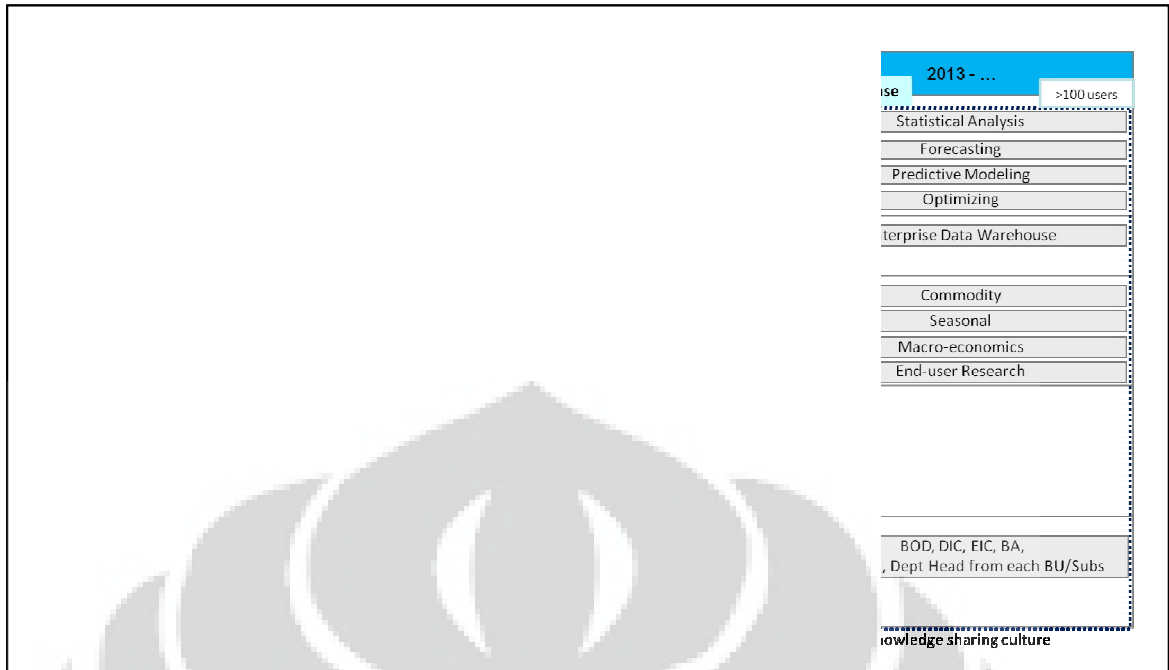 2013 - ...
>100 users
Statistical Analysis
Forecasting
Predictive Modeling
Optimizing
terprise Data Warehouse
Commodity
Seasonal
Macro-economics
End-user Research
BOD, DIC, EIC, BA,
, Dept Head from each BU/Subs
owledge sharing culture